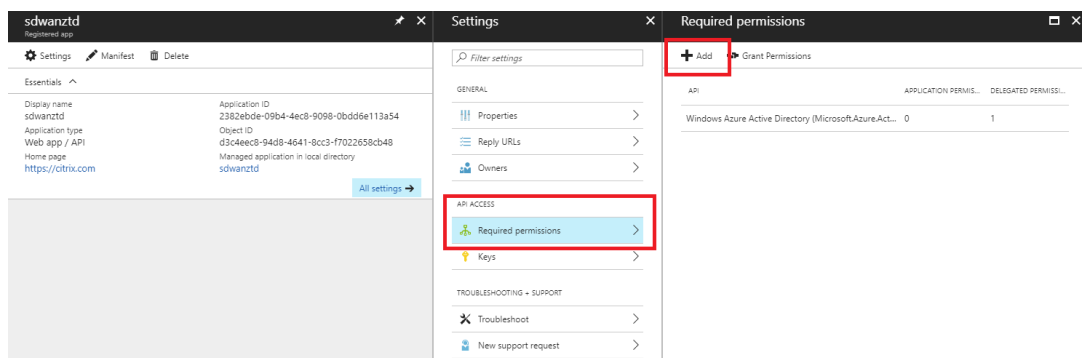 sdwanztd
Registered app
Settings Manifest Delete
Essentials
Display name
sdwanztd
Application type
Web app / API
Home page
https://citrix.com
Application ID
2382ebde-09b4-4ec8-9098-0bdd6e113a54
Object ID
d3c4eec8-94d8-4641-8cc3-f7022658cb48
Managed application in local directory
sdwanztd
All settings
Settings
Filter settings
GENERAL
Properties
Reply URLs
Owners
API ACCESS
Required permissions
Keys
TROUBLESHOOTING + SUPPORT
Troubleshoot
New support request
Required permissions
Add Grant Permissions
API APPLICATION PERMIS... DELEGATED PERMISSI...
Windows Azure Active Directory (Microsoft.Azure.Act... 0 1